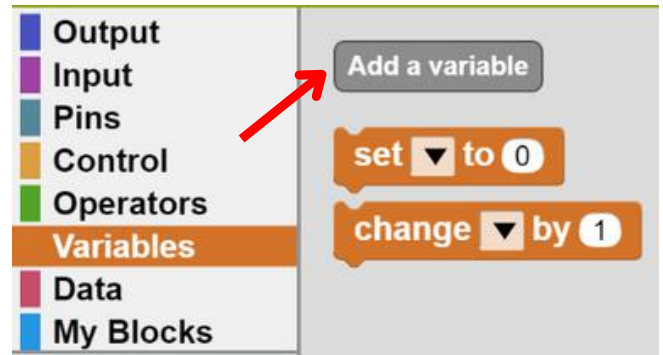 Output
Input
Pins
Control
Operators
Variables
Data
My Blocks
Add a variable
set to 0
change by 1